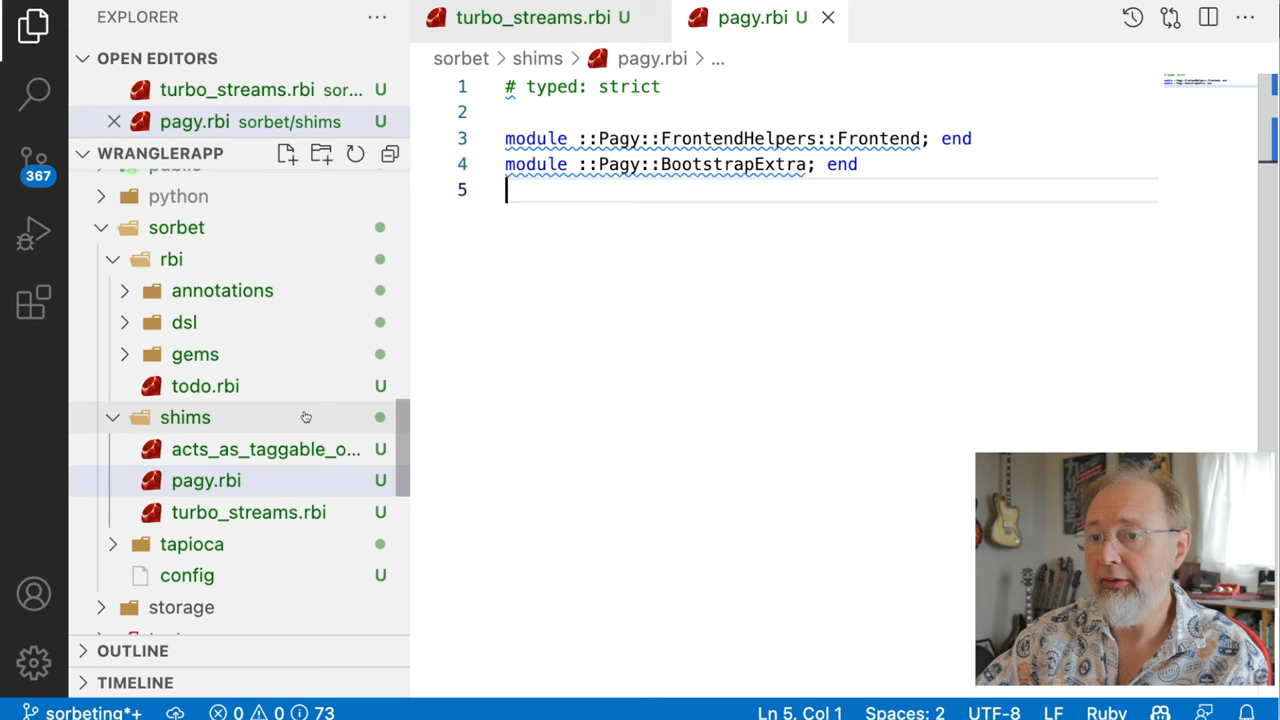 EXPLORER
OPEN EDITORS
turbo_streams.rbi sor... U
pagy.rbi sorbet/shims U
WRANGLERAPP
public
python
sorbet
rbi
annotations
dsl
gems
todo.rbi U
shims
acts_as_taggable_o... U
pagy.rbi U
turbo_streams.rbi U
tapioca
config U
storage
OUTLINE
TIMELINE
367
turbo_streams.rbi U
pagy.rbi U
sorbet > shims > pagy.rbi > ...
1 # typed: strict
2
3 module ::Pagy::FrontendHelpers::Frontend; end
4 module ::Pagy::BootstrapExtra; end
5
sorbeting*+ 0 0 73 Ln 5, Col 1 Spaces: 2 UTF-8 LF Ruby